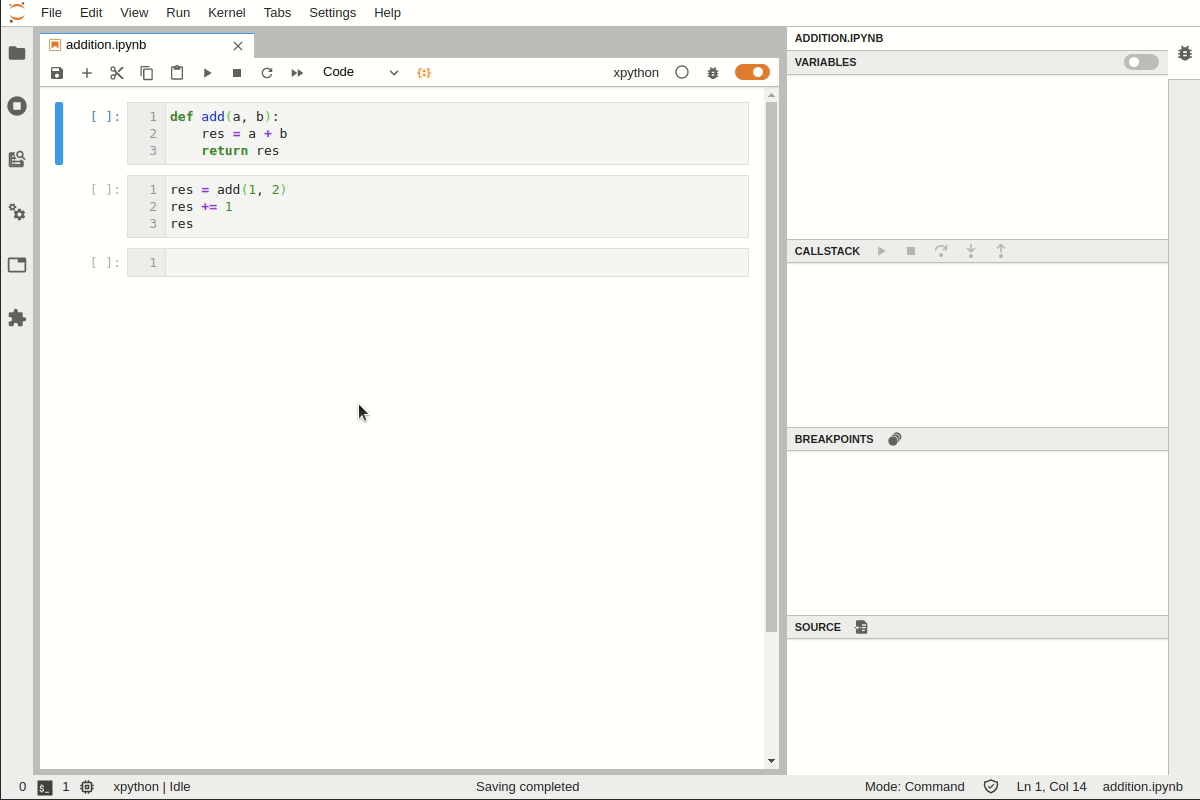 File Edit View Run Kernel Tabs Settings Help
addition.ipynb
Code
xpython
[ ]:
1 def add(a, b):
2     res = a + b
3     return res
[ ]:
1 res = add(1, 2)
2 res += 1
3 res
[ ]:
1
ADDITION.IPYNB
VARIABLES
CALLSTACK
BREAKPOINTS
SOURCE
0 $_ 1 xpython | Idle Saving completed Mode: Command Ln 1, Col 14 addition.ipynb